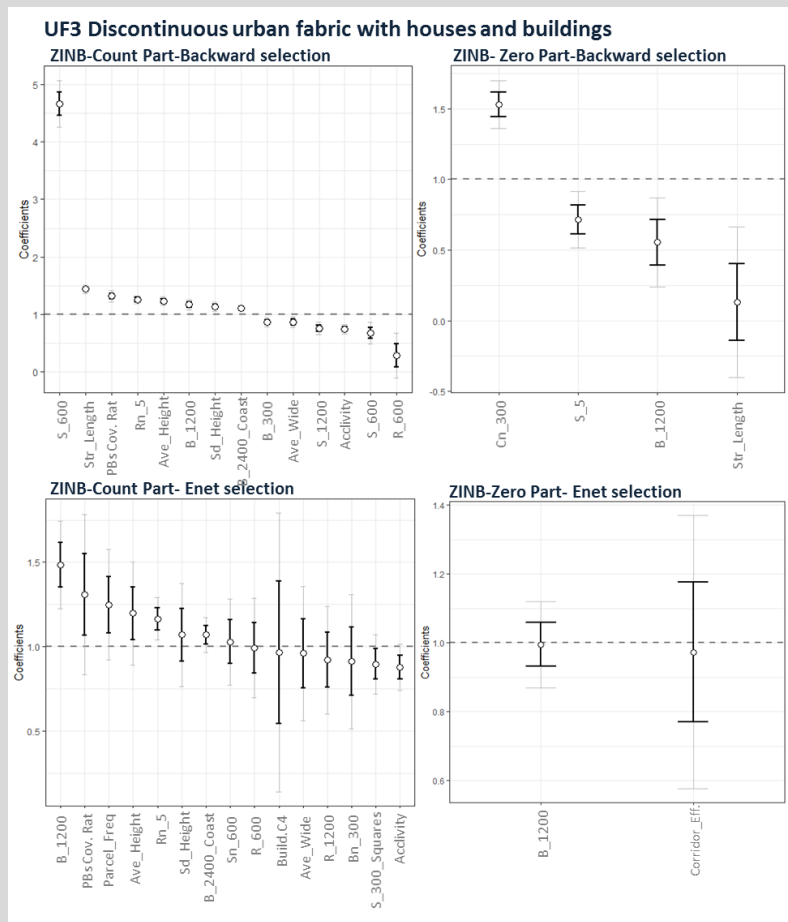 UF3 Discontinuous urban fabric with houses and buildings
ZINB-Count Part-Backward selection
5
4
3
2
1
0
Coefficients
S_600
Str_Length
PBs Cov. Rat
Rn_5
Ave_Height
B_1200
Sd_Height
B_2400_Coast
B_300
Ave_Wide
S_1200
Acclivity
S_600
R_600
ZINB- Zero Part-Backward selection
1.5
1.0
0.5
0.0
-0.5
Coefficients
Cn_300
S_5
B_1200
Str_Length
ZINB-Count Part- Enet selection
1.5
1.0
0.5
Coefficients
B_1200
PBs Cov. Rat
Parcel_Freq
Ave_Height
Rn_5
Sd_Height
B_2400_Coast
Sn_600
R_600
Build.C4
Ave_Wide
R_1200
Bn_300
S_300_Squares
Acclivity
ZINB-Zero Part- Enet selection
1.4
1.2
1.0
0.8
0.6
Coefficients
B_1200
Corridor_Eff.